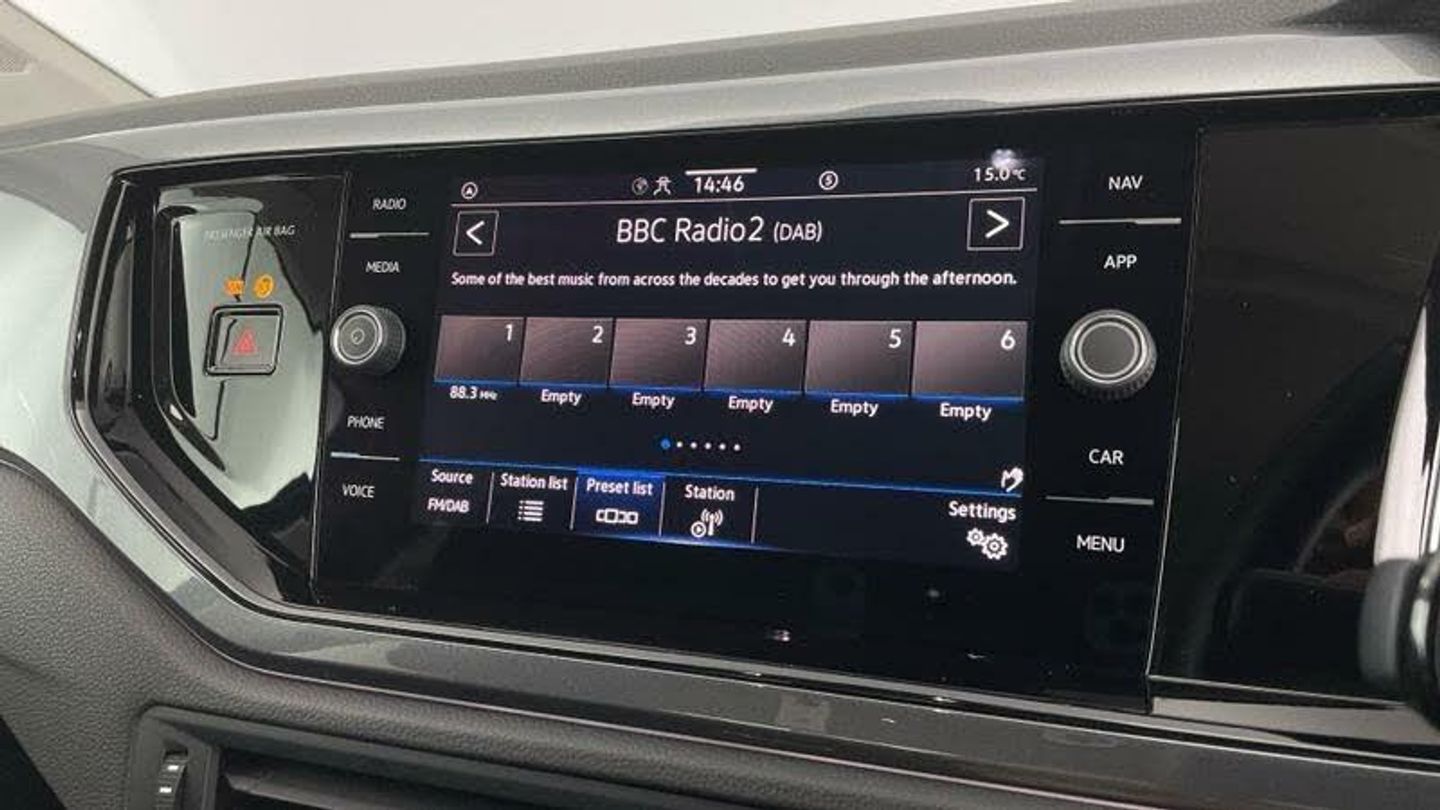 PASSENGER AIR BAG
ON
RADIO
MEDIA
PHONE
VOICE
14:46
15.0°C
<
BBC Radio2 (DAB)
>
Some of the best music from across the decades to get you through the afternoon.
1 2 3 4 5 6
88.3 MHz Empty Empty Empty Empty Empty
Source
FM/DAB
Station list
Preset list
Station
Settings
NAV
APP
CAR
MENU